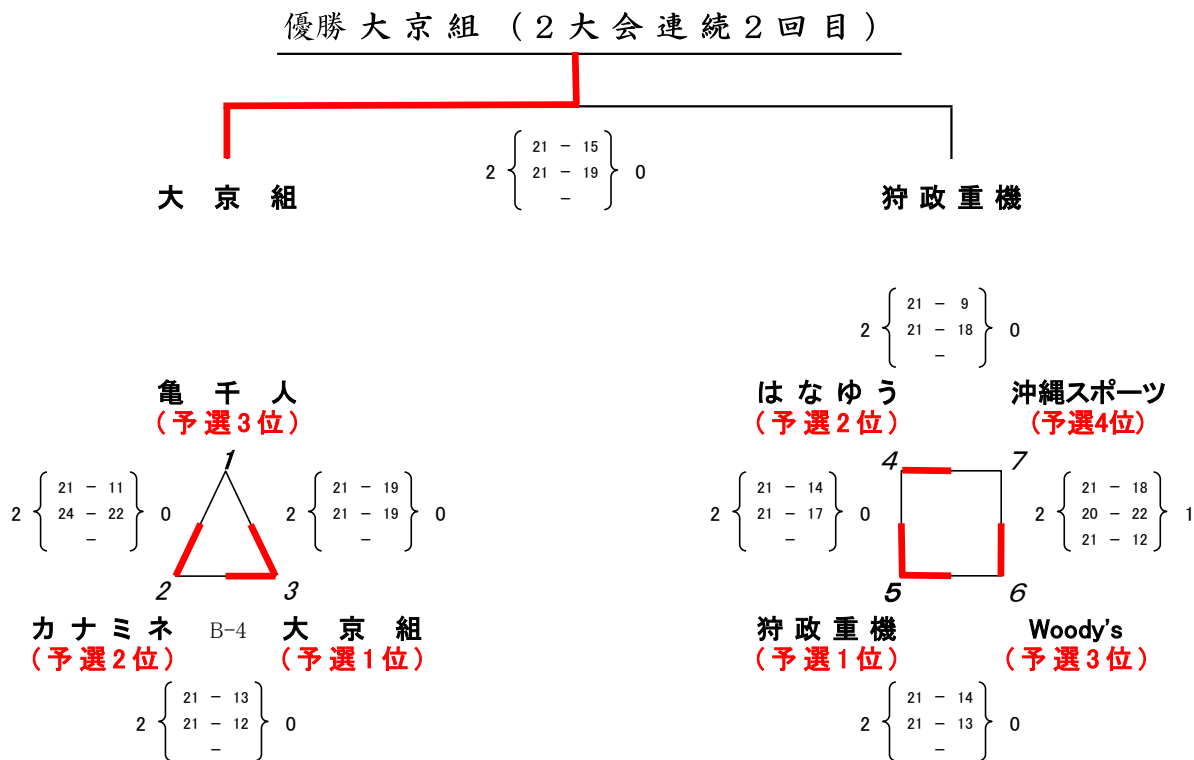 優勝 大京組 (2大会連続2回目)
21 - 15
2 21 - 19 0
-
大京組 狩政重機
21 - 9
2 21 - 18 0
-
亀千人 はなゆう 沖縄スポーツ
(予選3位) (予選2位) (予選4位)
1 4 7
21 - 11 21 - 19 21 - 14 21 - 18
2 24 - 22 0 2 21 - 19 0 2 21 - 17 0 2 20 - 22 1
- - - 21 - 12
2 3 5 6
カナミネ B-4 大京組 狩政重機 Woody's
(予選2位) (予選1位) (予選1位) (予選3位)
21 - 13 21 - 14
2 21 - 12 0 2 21 - 13 0
- -